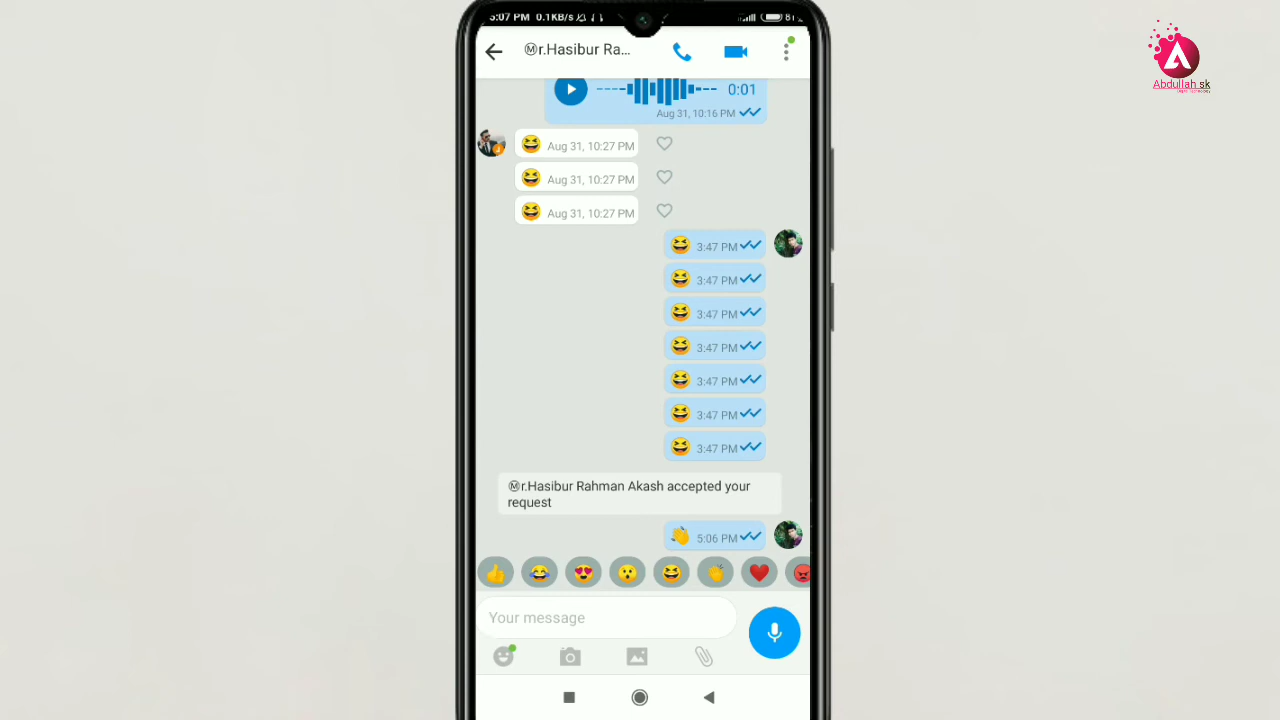 5:07 PM 0.1KB/s
81
Ⓜr.Hasibur Ra...
0:01
Aug 31, 10:16 PM
Aug 31, 10:27 PM
Aug 31, 10:27 PM
Aug 31, 10:27 PM
3:47 PM
3:47 PM
3:47 PM
3:47 PM
3:47 PM
3:47 PM
3:47 PM
Ⓜr.Hasibur Rahman Akash accepted your
request
5:06 PM
Your message
Abdullah sk